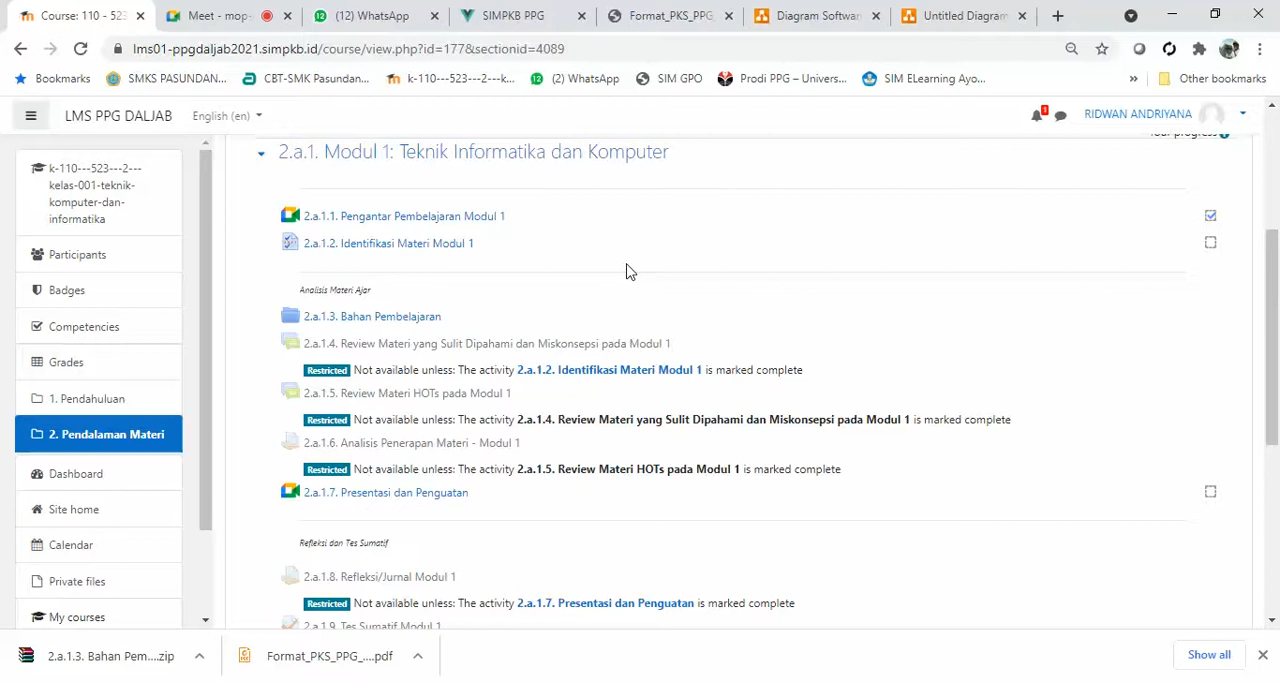 Course: 110 - 523
Meet - mop-
(12) WhatsApp
SIMPKB PPG
Format_PKS_PPG_
Diagram Softwar
Untitled Diagram
lms01-ppgdaljab2021.simpkb.id/course/view.php?id=177&sectionid=4089
Bookmarks
SMKS PASUNDAN...
CBT-SMK Pasundan...
k-110---523---2---k...
(2) WhatsApp
SIM GPO
Prodi PPG – Univers...
SIM ELearning Ayo...
»
Other bookmarks
LMS PPG DALJAB
English (en)
1
RIDWAN ANDRIYANA
Your progress
k-110---523---2---
kelas-001-teknik-
komputer-dan-
informatika
Participants
Badges
Competencies
Grades
1. Pendahuluan
2. Pendalaman Materi
Dashboard
Site home
Calendar
Private files
My courses
2.a.1. Modul 1: Teknik Informatika dan Komputer
2.a.1.1. Pengantar Pembelajaran Modul 1
2.a.1.2. Identifikasi Materi Modul 1
Analisis Materi Ajar
2.a.1.3. Bahan Pembelajaran
2.a.1.4. Review Materi yang Sulit Dipahami dan Miskonsepsi pada Modul 1
Restricted Not available unless: The activity 2.a.1.2. Identifikasi Materi Modul 1 is marked complete
2.a.1.5. Review Materi HOTs pada Modul 1
Restricted Not available unless: The activity 2.a.1.4. Review Materi yang Sulit Dipahami dan Miskonsepsi pada Modul 1 is marked complete
2.a.1.6. Analisis Penerapan Materi - Modul 1
Restricted Not available unless: The activity 2.a.1.5. Review Materi HOTs pada Modul 1 is marked complete
2.a.1.7. Presentasi dan Penguatan
Refleksi dan Tes Sumatif
2.a.1.8. Refleksi/Jurnal Modul 1
Restricted Not available unless: The activity 2.a.1.7. Presentasi dan Penguatan is marked complete
2.a.1.9. Tes Sumatif Modul 1
2.a.1.3. Bahan Pem....zip
Format_PKS_PPG_....pdf
Show all